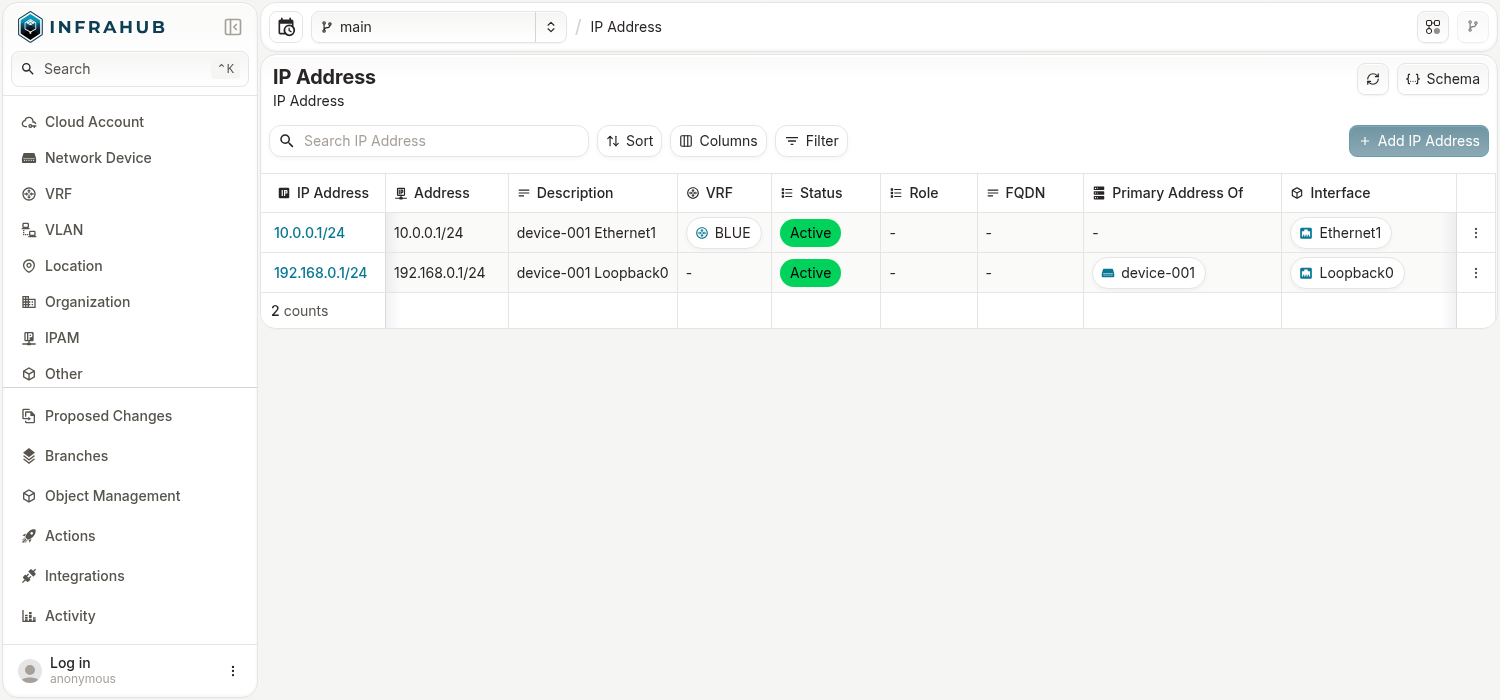 INFRAHUB
Search
⌃K
Cloud Account
Network Device
VRF
VLAN
Location
Organization
IPAM
Other
Proposed Changes
Branches
Object Management
Actions
Integrations
Activity
Log in
anonymous
main / IP Address
IP Address
IP Address
Schema
Search IP Address Sort Columns Filter + Add IP Address
IP Address Address Description VRF Status Role FQDN Primary Address Of Interface
10.0.0.1/24 10.0.0.1/24 device-001 Ethernet1 BLUE Active - - - Ethernet1
192.168.0.1/24 192.168.0.1/24 device-001 Loopback0 - Active - - device-001 Loopback0
2 counts